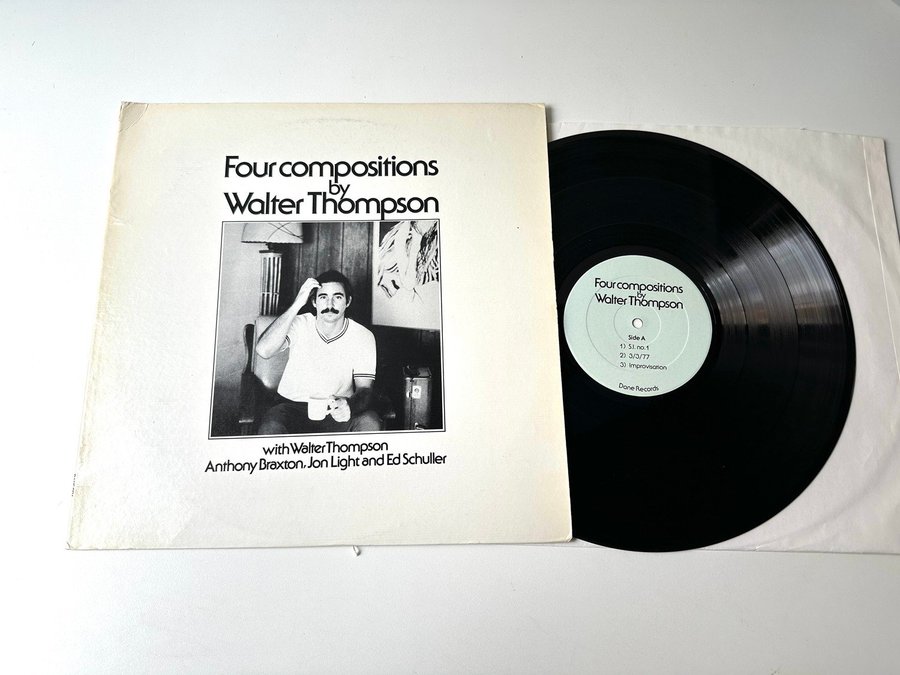 Four compositions
by
Walter Thompson
with Walter Thompson
Anthony Braxton, Jon Light and Ed Schuller
Four compositions
by
Walter Thompson
Side A
1) S.I. no.1
2) 3/3/77
3) Improvisation
Dane Records